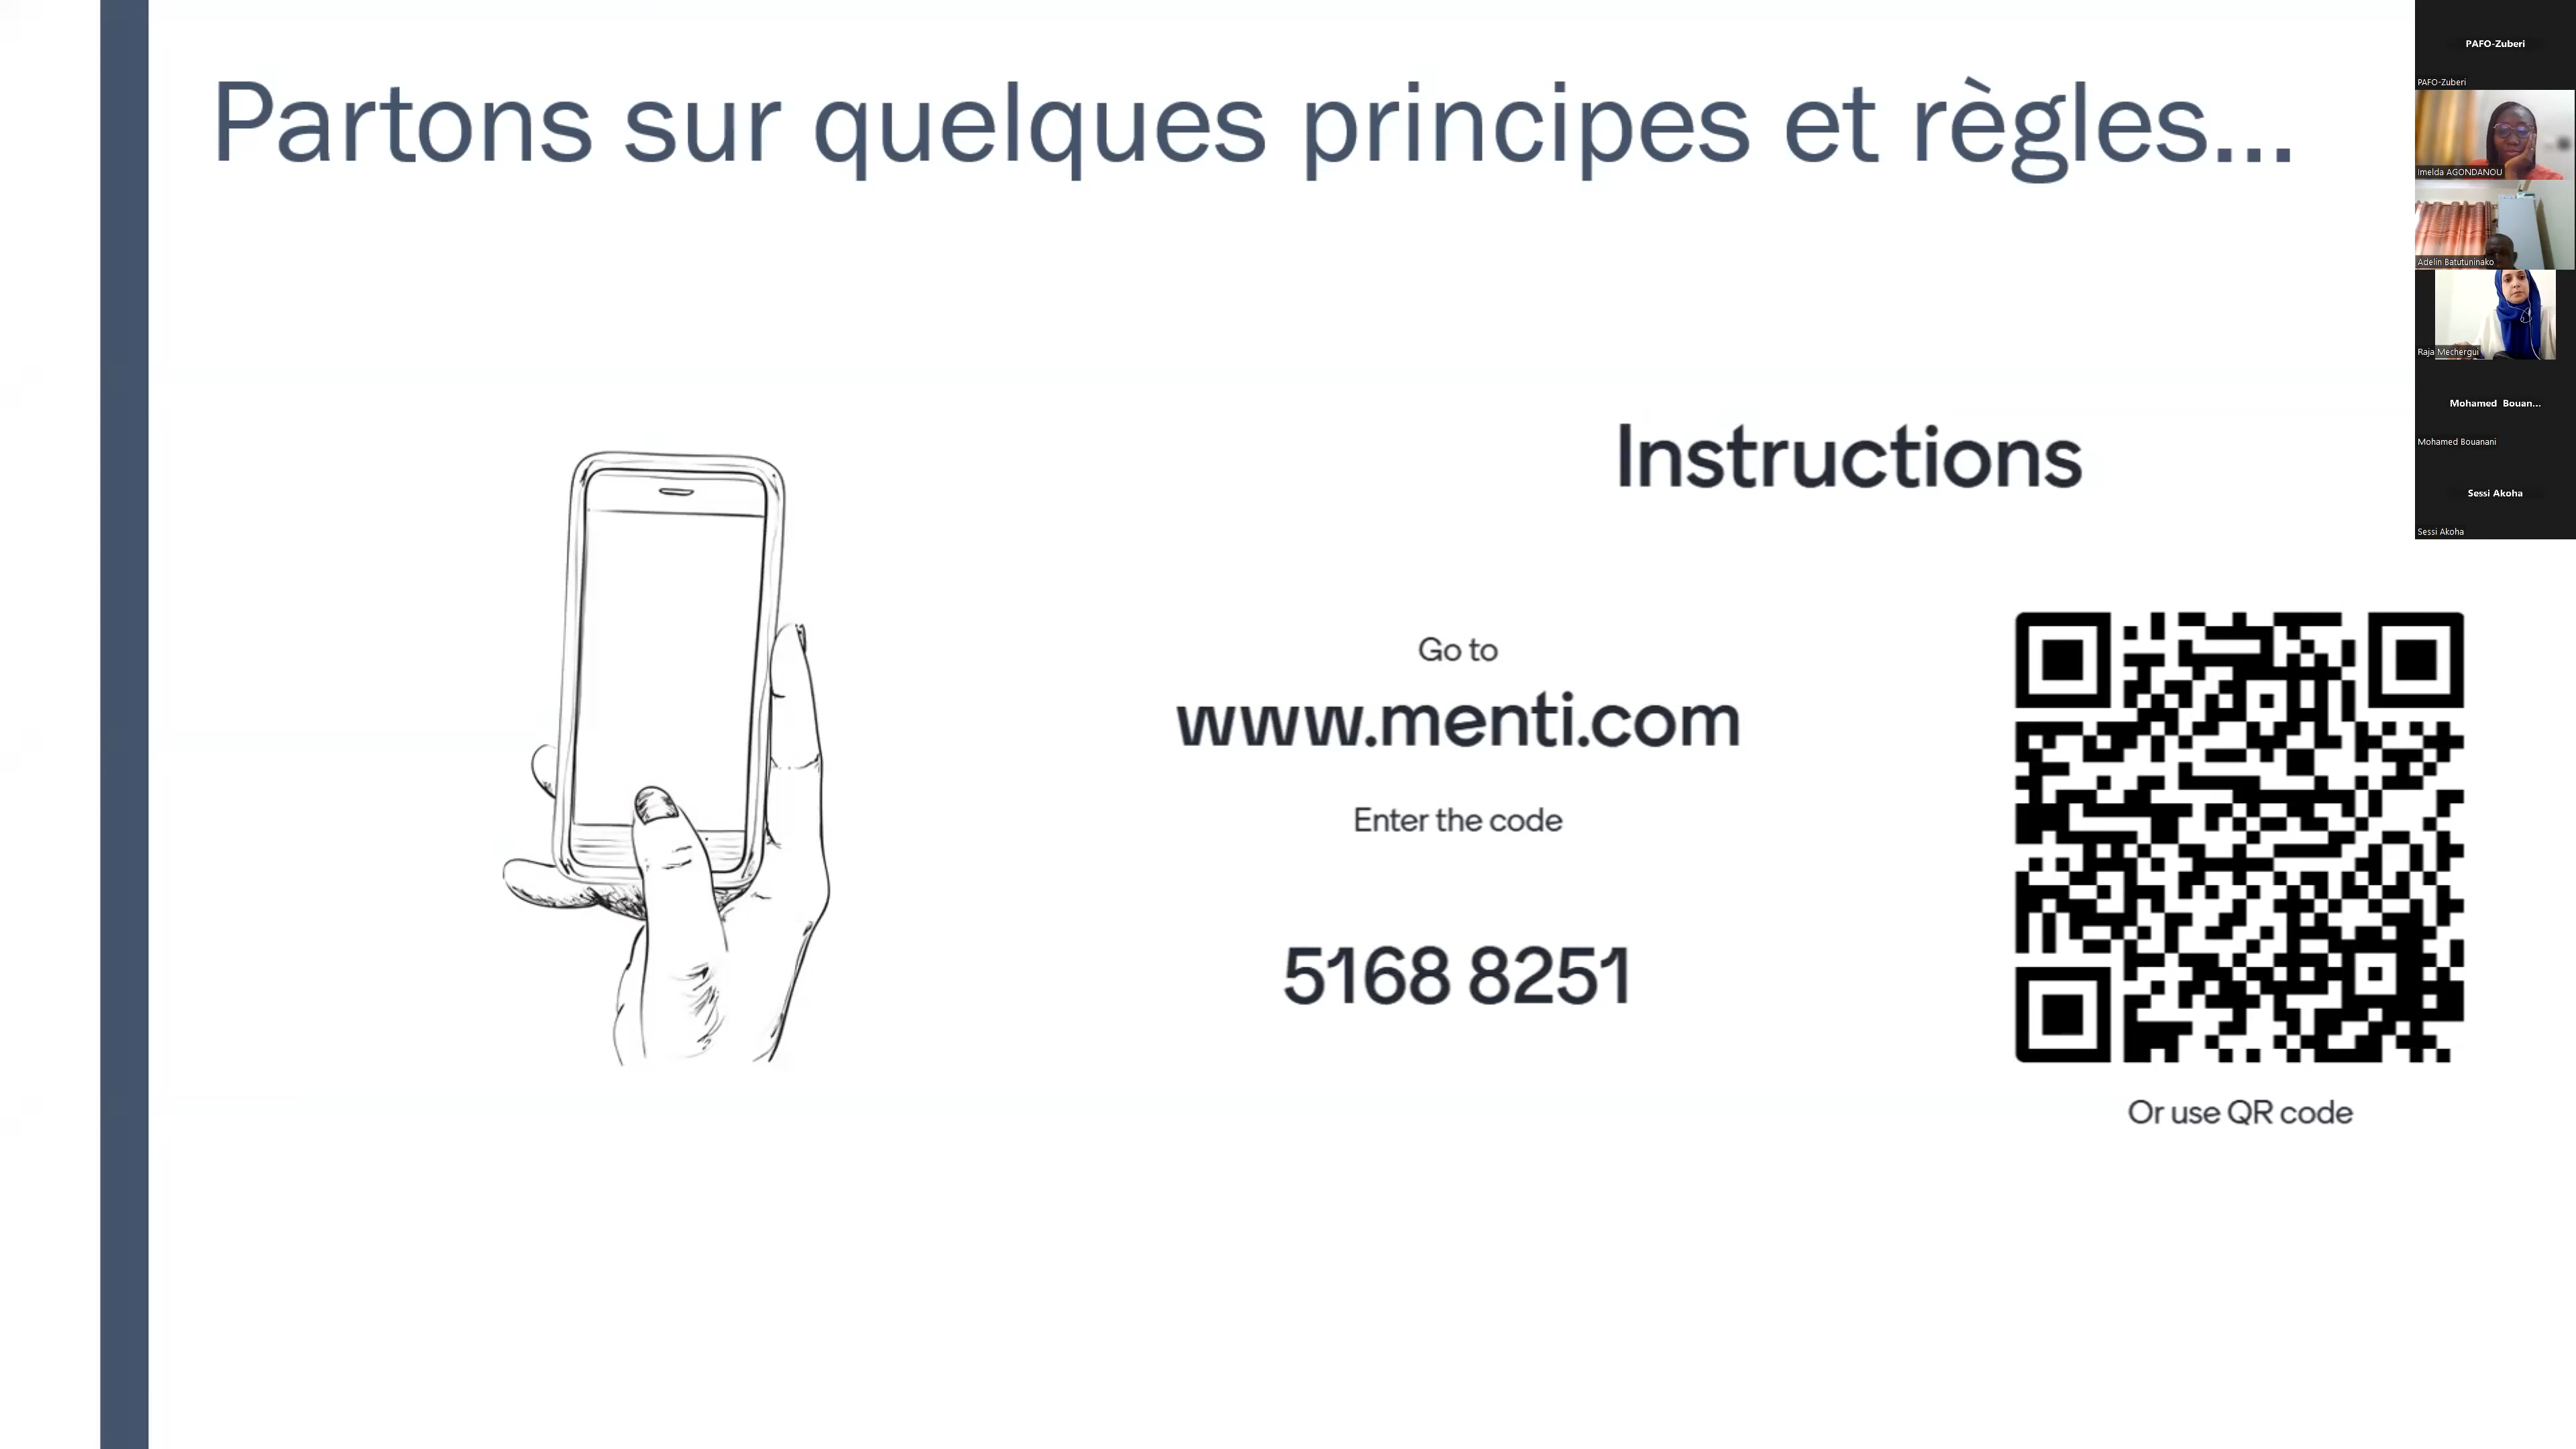 Partons sur quelques principes et règles...
Instructions
Go to
www.menti.com
Enter the code
5168 8251
Or use QR code
PAFO-Zuberi
PAFO-Zuberi
Imelda AGONDANOU
Adelin Batutuninako
Raja Mechergui
Mohamed Bouan...
Mohamed Bouanani
Sessi Akoha
Sessi Akoha